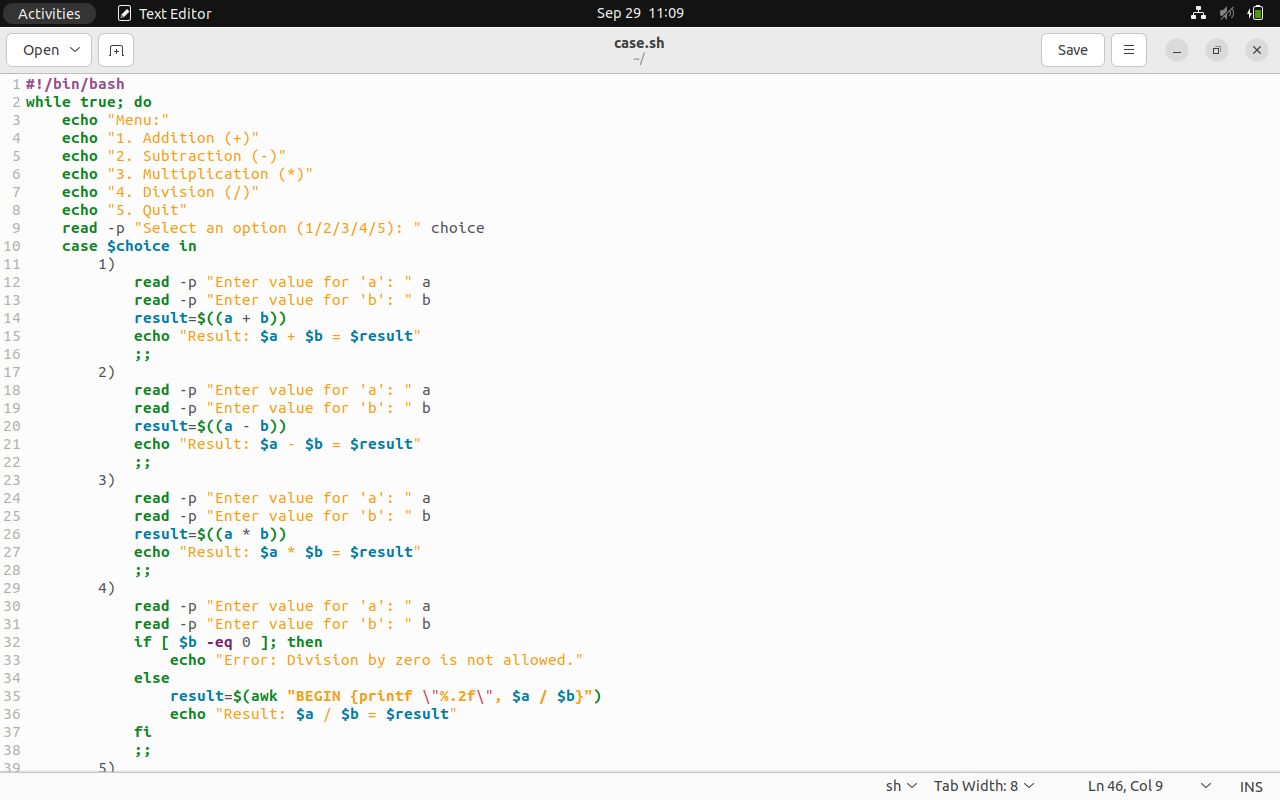 Activities Text Editor Sep 29 11:09
Open case.sh Save
~/
1 #!/bin/bash
2 while true; do
3     echo "Menu:"
4     echo "1. Addition (+)"
5     echo "2. Subtraction (-)"
6     echo "3. Multiplication (*)"
7     echo "4. Division (/)"
8     echo "5. Quit"
9     read -p "Select an option (1/2/3/4/5): " choice
10     case $choice in
11         1)
12             read -p "Enter value for 'a': " a
13             read -p "Enter value for 'b': " b
14             result=$((a + b))
15             echo "Result: $a + $b = $result"
16             ;;
17         2)
18             read -p "Enter value for 'a': " a
19             read -p "Enter value for 'b': " b
20             result=$((a - b))
21             echo "Result: $a - $b = $result"
22             ;;
23         3)
24             read -p "Enter value for 'a': " a
25             read -p "Enter value for 'b': " b
26             result=$((a * b))
27             echo "Result: $a * $b = $result"
28             ;;
29         4)
30             read -p "Enter value for 'a': " a
31             read -p "Enter value for 'b': " b
32             if [ $b -eq 0 ]; then
33                 echo "Error: Division by zero is not allowed."
34             else
35                 result=$(awk "BEGIN {printf \"%.2f\", $a / $b}")
36                 echo "Result: $a / $b = $result"
37             fi
38             ;;
39         5)
sh Tab Width: 8 Ln 46, Col 9 INS